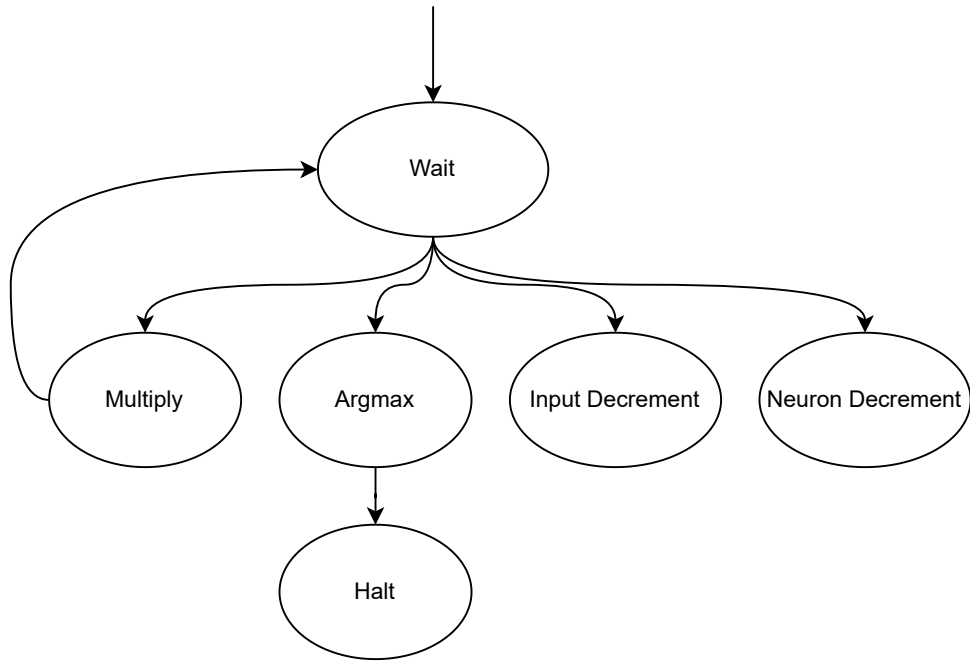 Wait
Multiply
Argmax
Input Decrement
Neuron Decrement
Halt